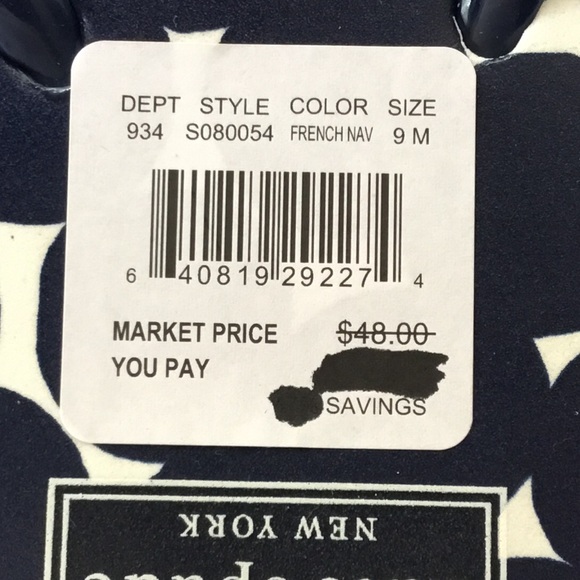 DEPT STYLE COLOR SIZE
934 S080054 FRENCH NAV 9 M
6 40819 29227 4
MARKET PRICE $48.00
YOU PAY
SAVINGS
NEW YORK